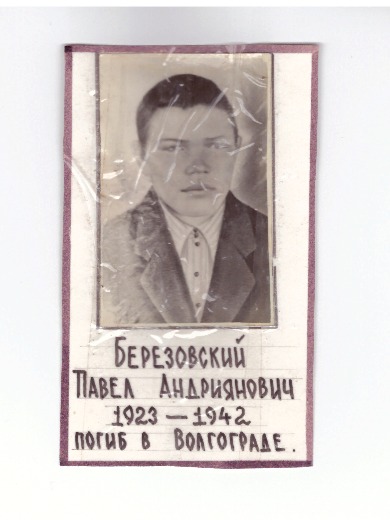 БЕРЕЗОВСКИЙ
ПАВЕЛ АНДРИЯНОВИЧ
1923 — 1942
ПОГИБ В ВОЛГОГРАДЕ.